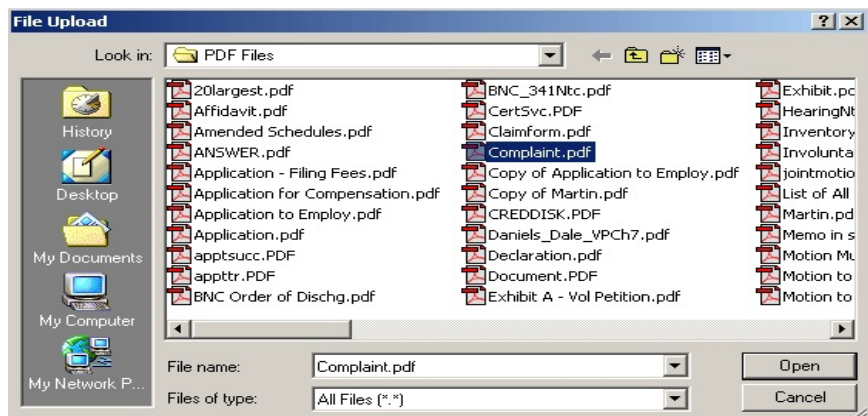 File Upload
Look in: PDF Files
History
Desktop
My Documents
My Computer
My Network P...
20largest.pdf
Affidavit.pdf
Amended Schedules.pdf
ANSWER.pdf
Application - Filing Fees.pdf
Application for Compensation.pdf
Application to Employ.pdf
Application.pdf
apptsucc.PDF
appttr.PDF
BNC Order of Dischg.pdf
BNC_341Ntc.pdf
CertSvc.PDF
Claimform.pdf
Complaint.pdf
Copy of Application to Employ.pdf
Copy of Martin.pdf
CREDDISK.PDF
Daniels_Dale_VPCh7.pdf
Declaration.pdf
Document.PDF
Exhibit A - Vol Petition.pdf
Exhibit.pc
HearingNt
Inventory
Involunta
jointmotio
List of All
Martin.pd
Memo in s
Motion Mu
Motion to
Motion to
File name: Complaint.pdf Open
Files of type: All Files (*.*) Cancel